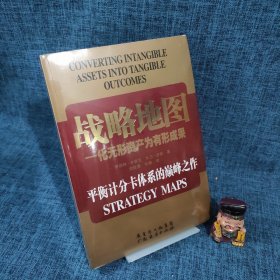 CONVERTING INTANGIBLE
ASSETS INTO TANGIBLE
OUTCOMES
战略地图
—化无形资产为有形成果
平衡计分卡体系的巅峰之作
STRATEGY MAPS